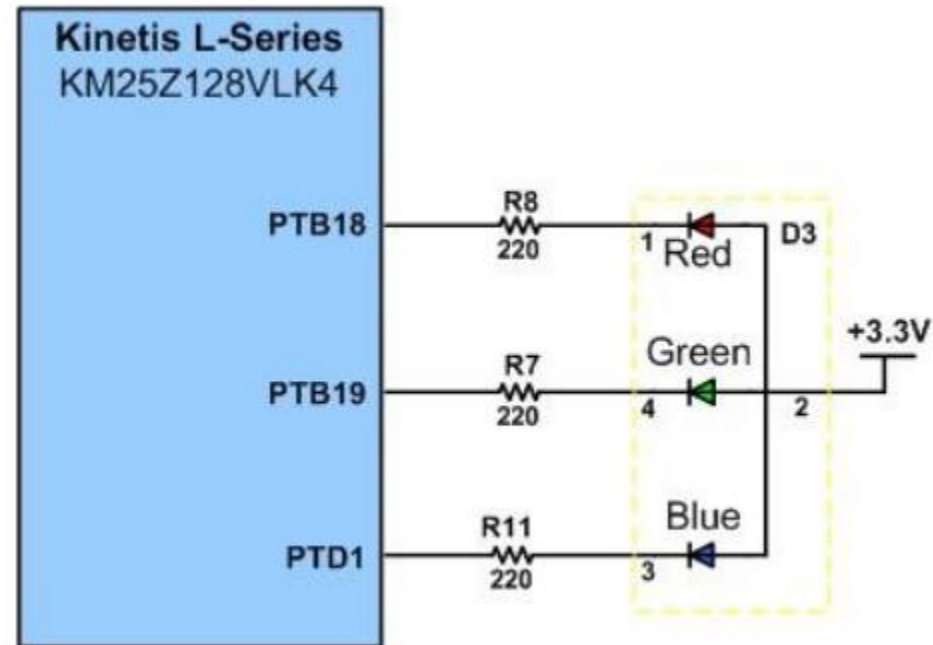 Kinetis L-Series
KM25Z128VLK4
PTB18
R8
220
1
Red
D3
PTB19
R7
220
4
Green
2
+3.3V
PTD1
R11
220
3
Blue